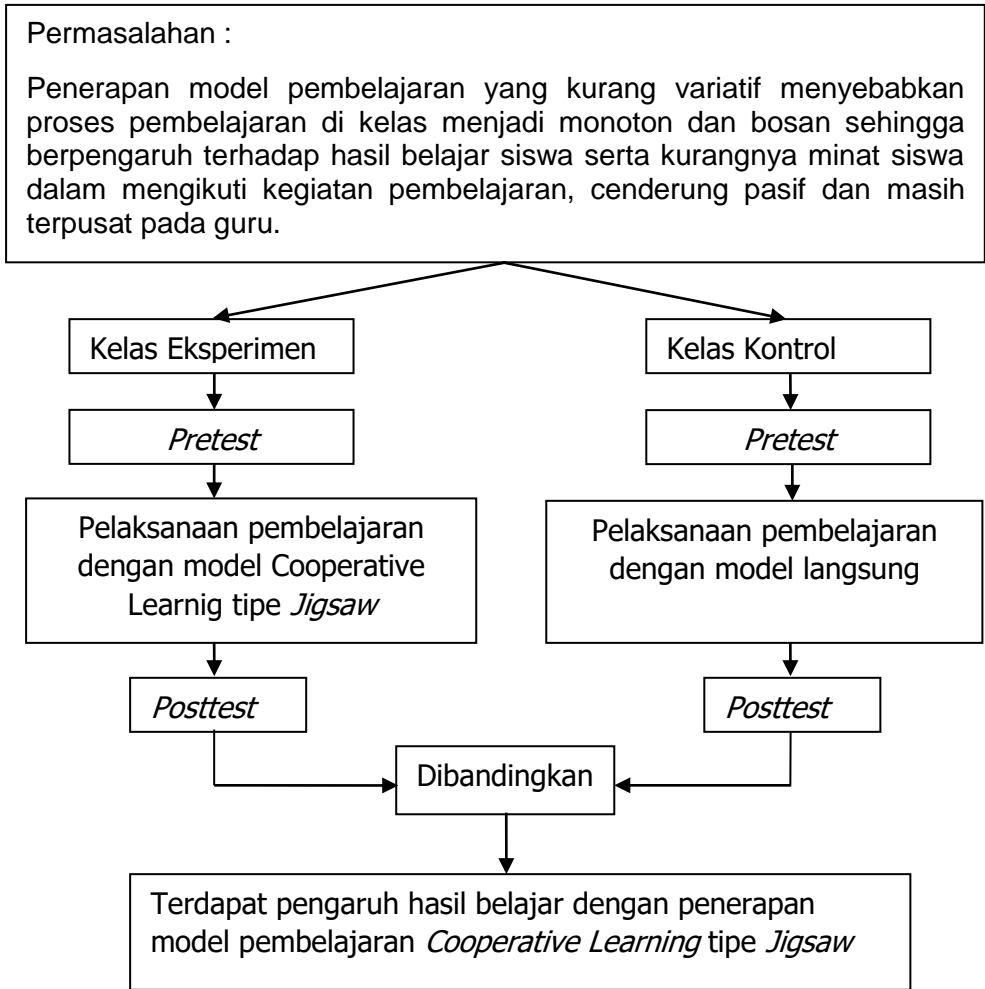 Permasalahan :
Penerapan model pembelajaran yang kurang variatif menyebabkan
proses pembelajaran di kelas menjadi monoton dan bosan sehingga
berpengaruh terhadap hasil belajar siswa serta kurangnya minat siswa
dalam mengikuti kegiatan pembelajaran, cenderung pasif dan masih
terpusat pada guru.
Kelas Eksperimen
Kelas Kontrol
Pretest
Pretest
Pelaksanaan pembelajaran
dengan model Cooperative
Learnig tipe Jigsaw
Pelaksanaan pembelajaran
dengan model langsung
Posttest
Posttest
Dibandingkan
Terdapat pengaruh hasil belajar dengan penerapan
model pembelajaran Cooperative Learning tipe Jigsaw